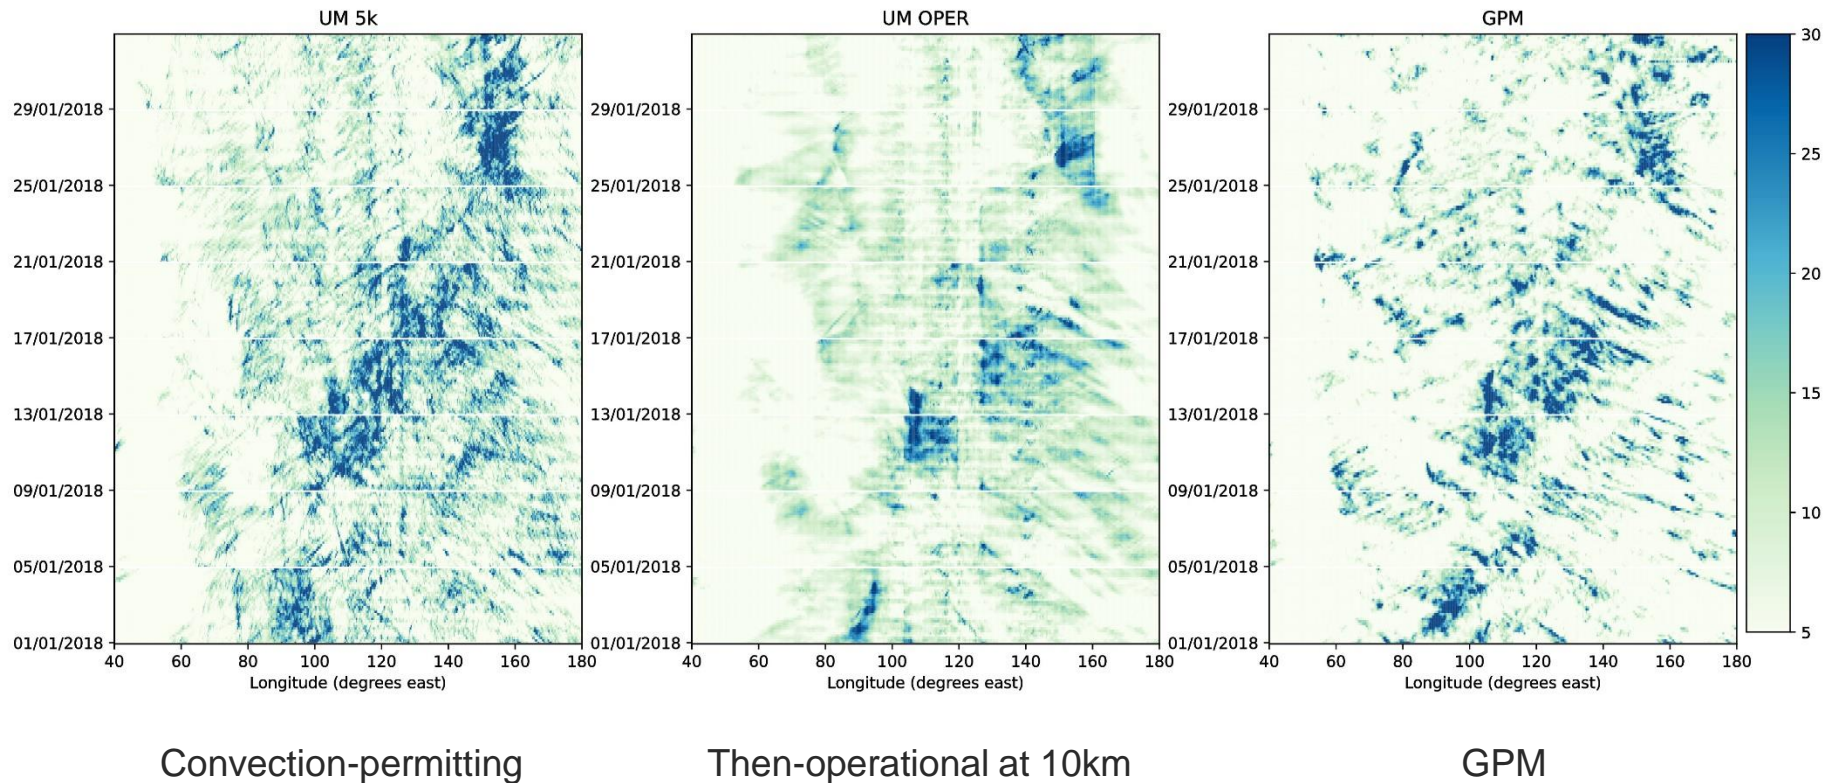 UM 5k
29/01/2018
25/01/2018
21/01/2018
17/01/2018
13/01/2018
09/01/2018
05/01/2018
01/01/2018
40 60 80 100 120 140 160 180
Longitude (degrees east)
UM OPER
29/01/2018
25/01/2018
21/01/2018
17/01/2018
13/01/2018
09/01/2018
05/01/2018
01/01/2018
40 60 80 100 120 140 160 180
Longitude (degrees east)
GPM
29/01/2018
25/01/2018
21/01/2018
17/01/2018
13/01/2018
09/01/2018
05/01/2018
01/01/2018
40 60 80 100 120 140 160 180
Longitude (degrees east)
30
25
20
15
10
5
Convection-permitting
Then-operational at 10km
GPM